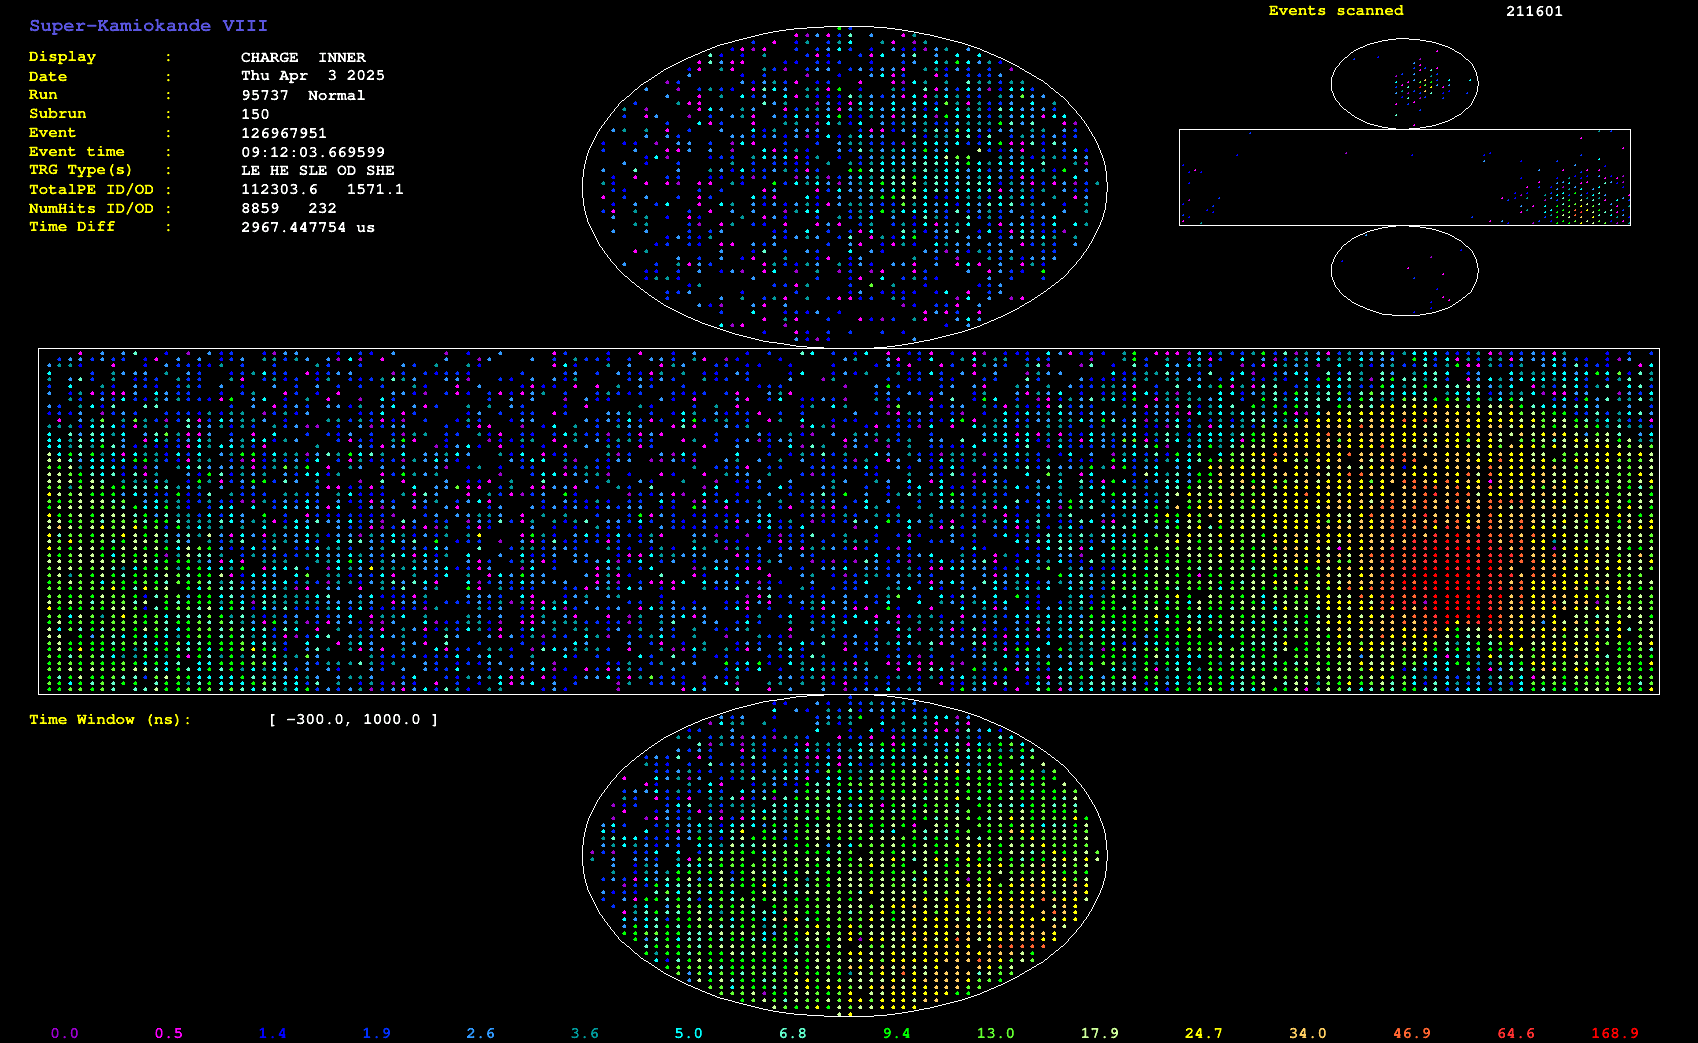 Super-Kamiokande VIII
Events scanned 211601
Display : CHARGE INNER
Date : Thu Apr 3 2025
Run : 95737 Normal
Subrun : 150
Event : 126967951
Event time : 09:12:03.669599
TRG Type(s) : LE HE SLE OD SHE
TotalPE ID/OD : 112303.6 1571.1
NumHits ID/OD : 8859 232
Time Diff : 2967.447754 us
Time Window (ns): [ -300.0, 1000.0 ]
0.0 0.5 1.4 1.9 2.6 3.6 5.0 6.8 9.4 13.0 17.9 24.7 34.0 46.9 64.6 168.9